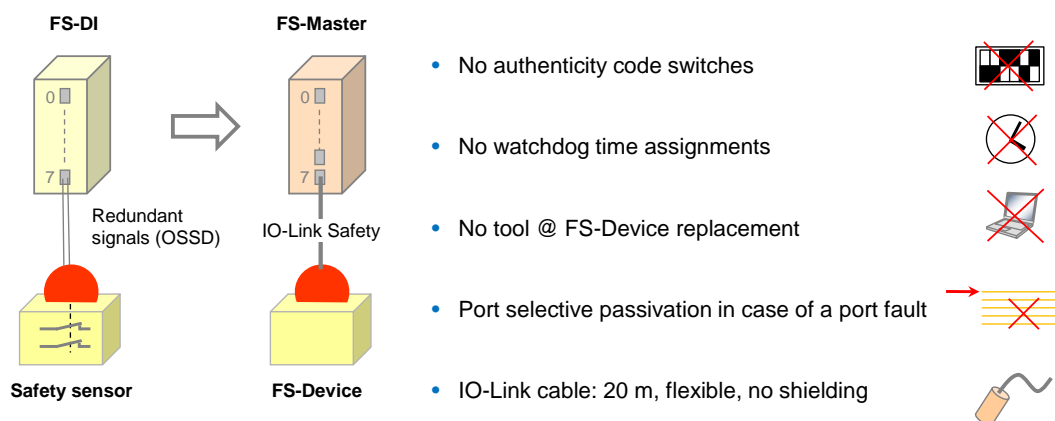 FS-DI
FS-Master
0
7
0
7
Redundant
signals (OSSD)
IO-Link Safety
Safety sensor
FS-Device
• No authenticity code switches
• No watchdog time assignments
• No tool @ FS-Device replacement
• Port selective passivation in case of a port fault
• IO-Link cable: 20 m, flexible, no shielding